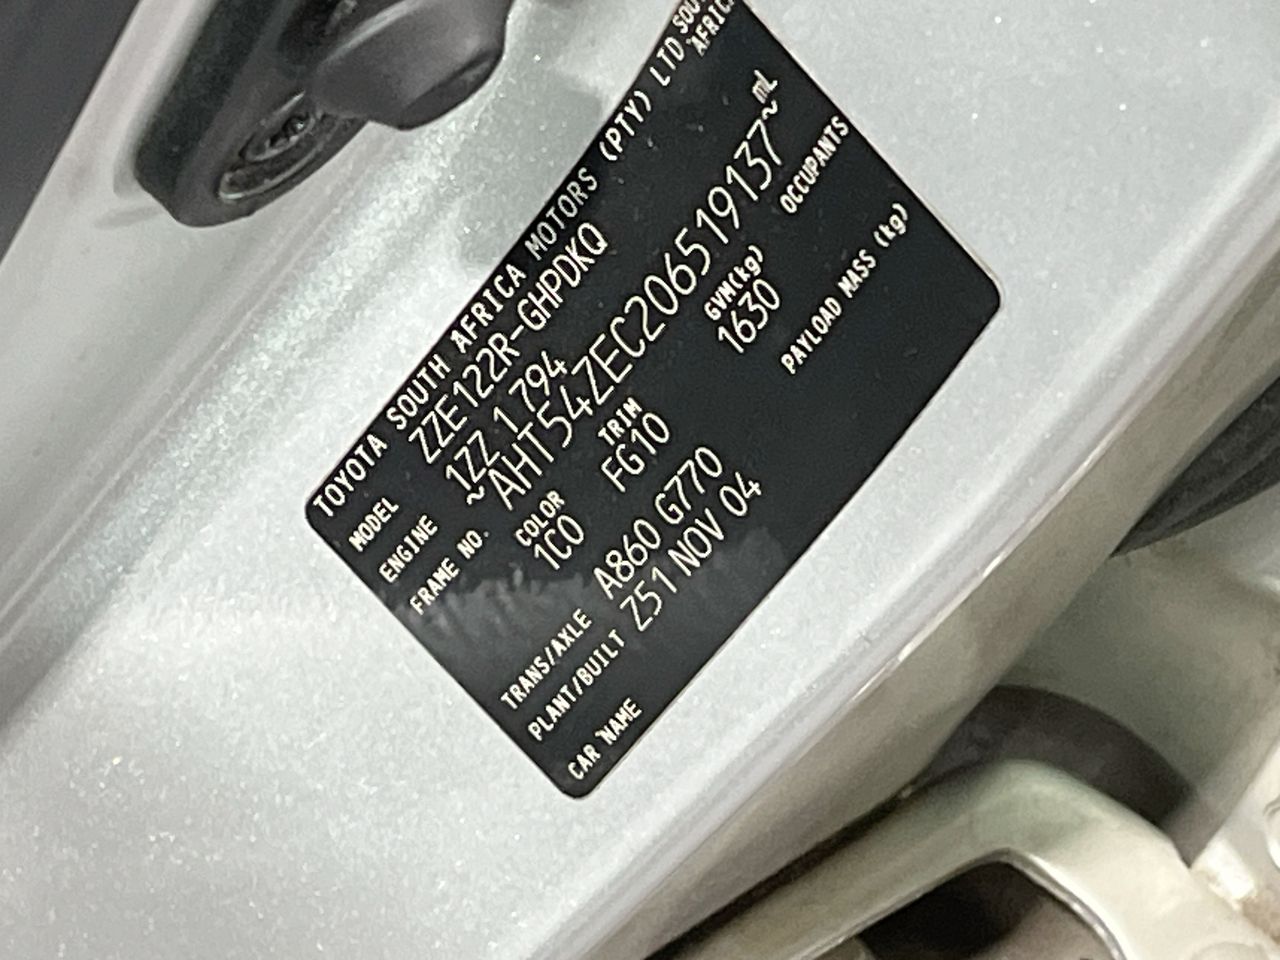 TOYOTA SOUTH AFRICA MOTORS (PTY) LTD SOUTH AFRICA
MODEL ZZE122R-GHPDKQ
ENGINE 1ZZ 1 794 mL
FRAME NO. ~AHT54ZEC206519137~
COLOR TRIM GVM(kg) OCCUPANTS
1C0 FG10 1630
PAYLOAD MASS (kg)
TRANS/AXLE A860 G770
PLANT/BUILT Z51 NOV 04
CAR NAME